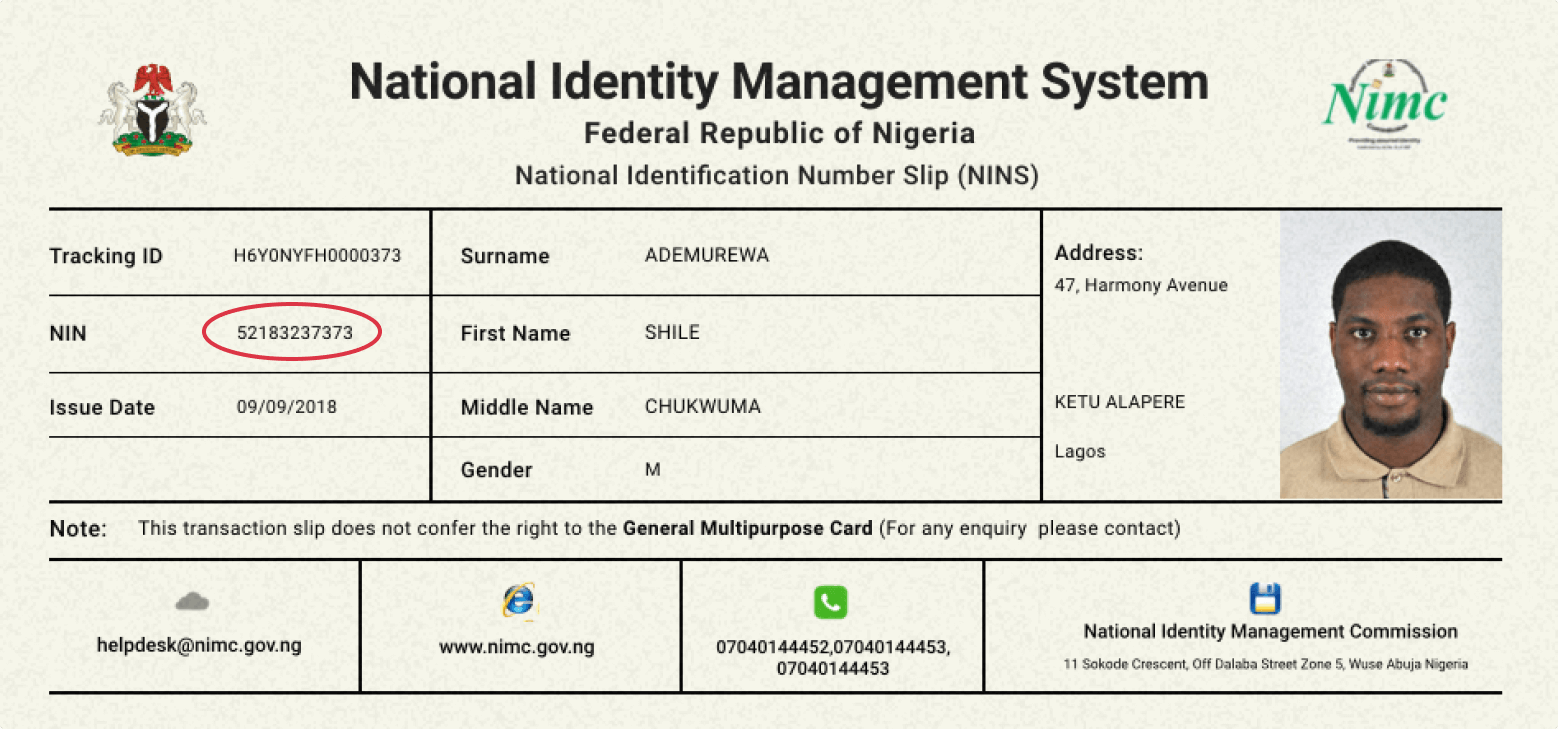 National Identity Management System
Federal Republic of Nigeria
National Identification Number Slip (NINS)
Nimc
Tracking ID H6Y0NYFH0000373
NIN 52183237373
Issue Date 09/09/2018
Surname ADEMUREWA
First Name SHILE
Middle Name CHUKWUMA
Gender M
Address:
47, Harmony Avenue
KETU ALAPERE
Lagos
Note: This transaction slip does not confer the right to the General Multipurpose Card (For any enquiry please contact)
helpdesk@nimc.gov.ng
www.nimc.gov.ng
07040144452,07040144453,
07040144453
National Identity Management Commission
11 Sokode Crescent, Off Dalaba Street Zone 5, Wuse Abuja Nigeria